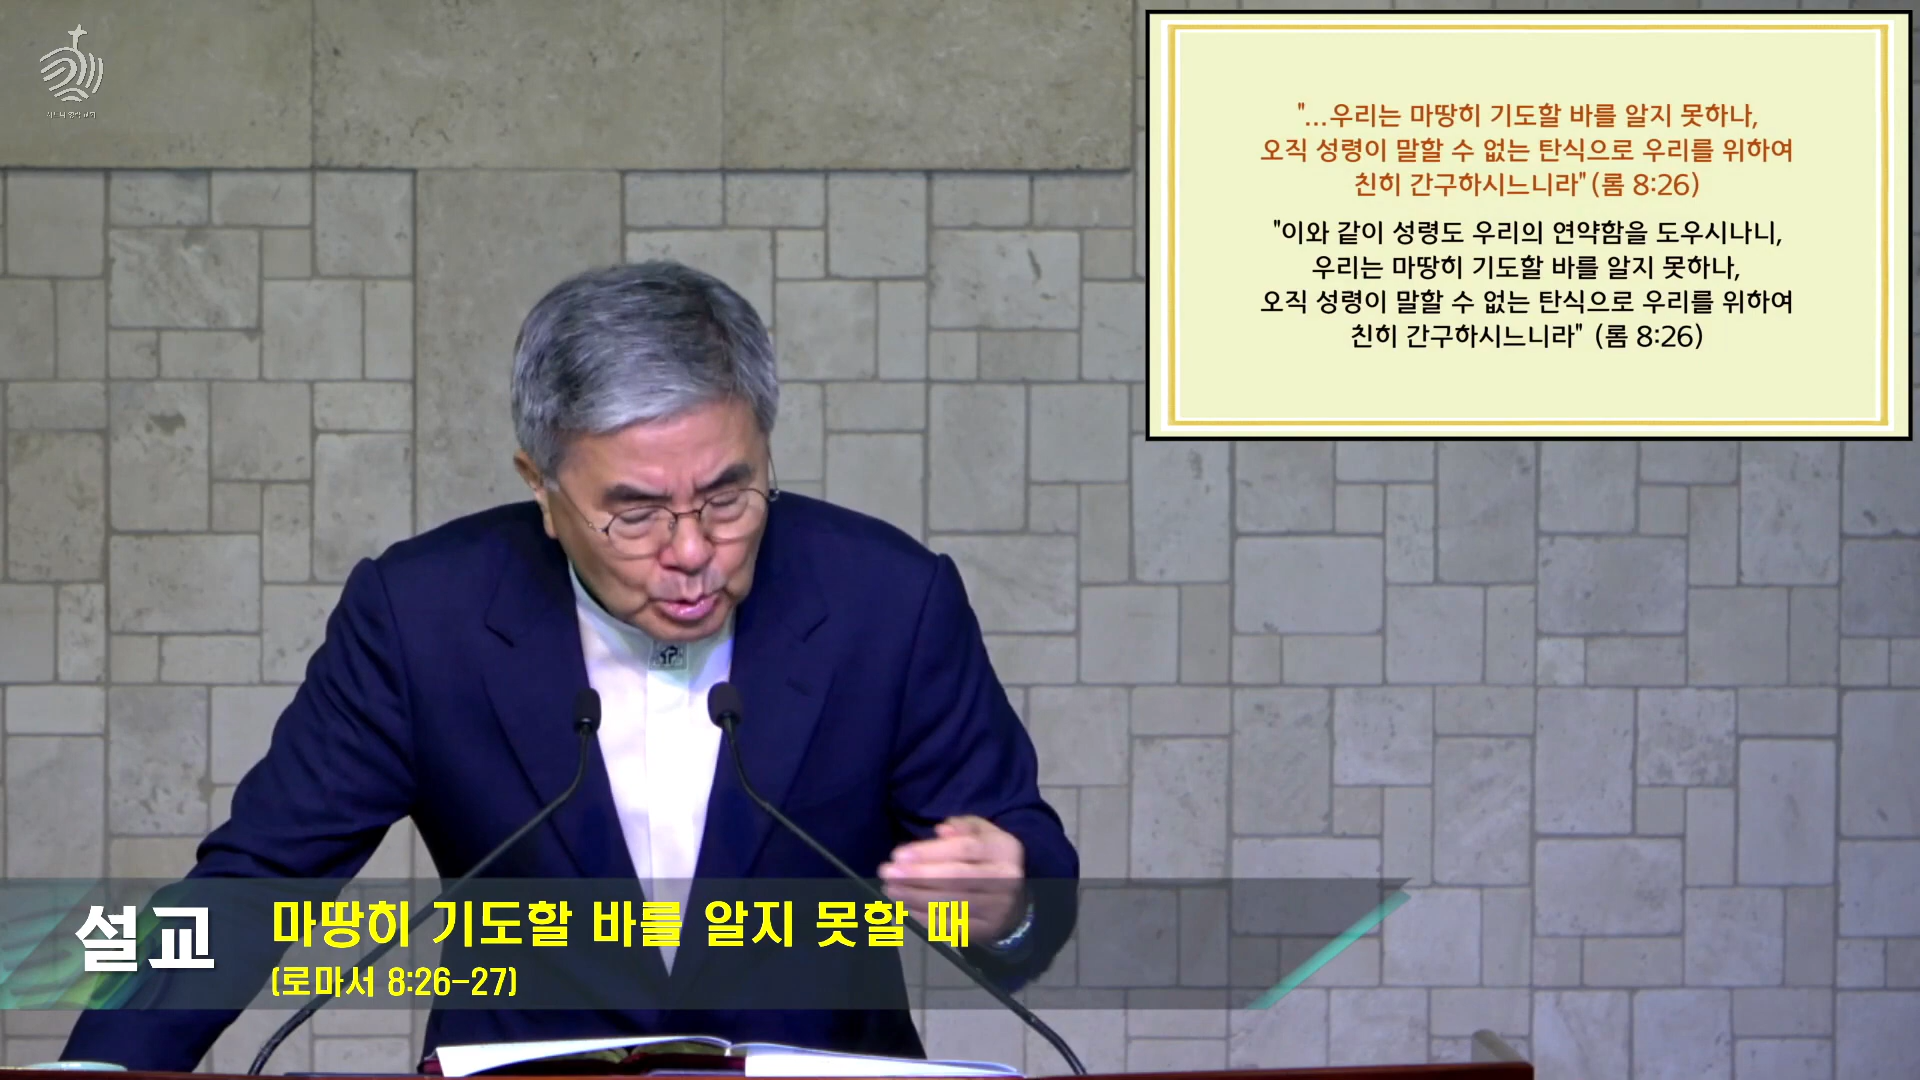 "...우리는 마땅히 기도할 바를 알지 못하나,
오직 성령이 말할 수 없는 탄식으로 우리를 위하여
친히 간구하시느니라"(롬 8:26)
"이와 같이 성령도 우리의 연약함을 도우시나니,
우리는 마땅히 기도할 바를 알지 못하나,
오직 성령이 말할 수 없는 탄식으로 우리를 위하여
친히 간구하시느니라" (롬 8:26)
설교
마땅히 기도할 바를 알지 못할 때
(로마서 8:26-27)